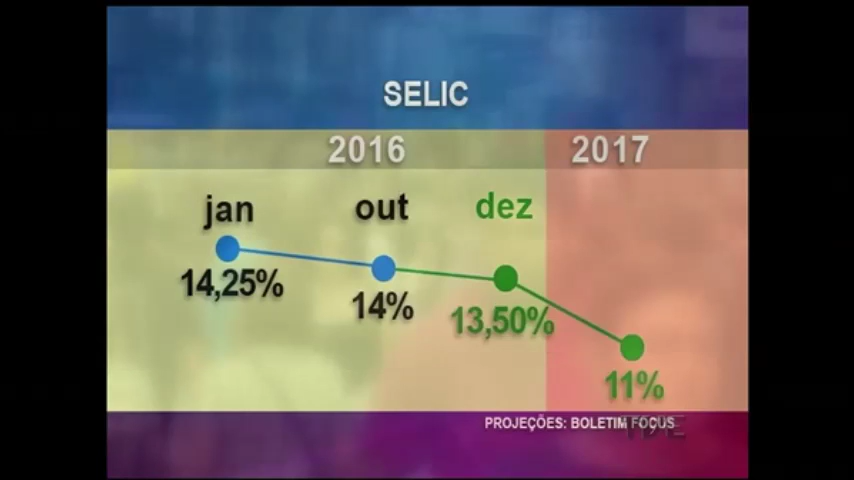 SELIC
2016 2017
jan out dez
14,25% 14% 13,50% 11%
PROJEÇÕES: BOLETIM FOCUS